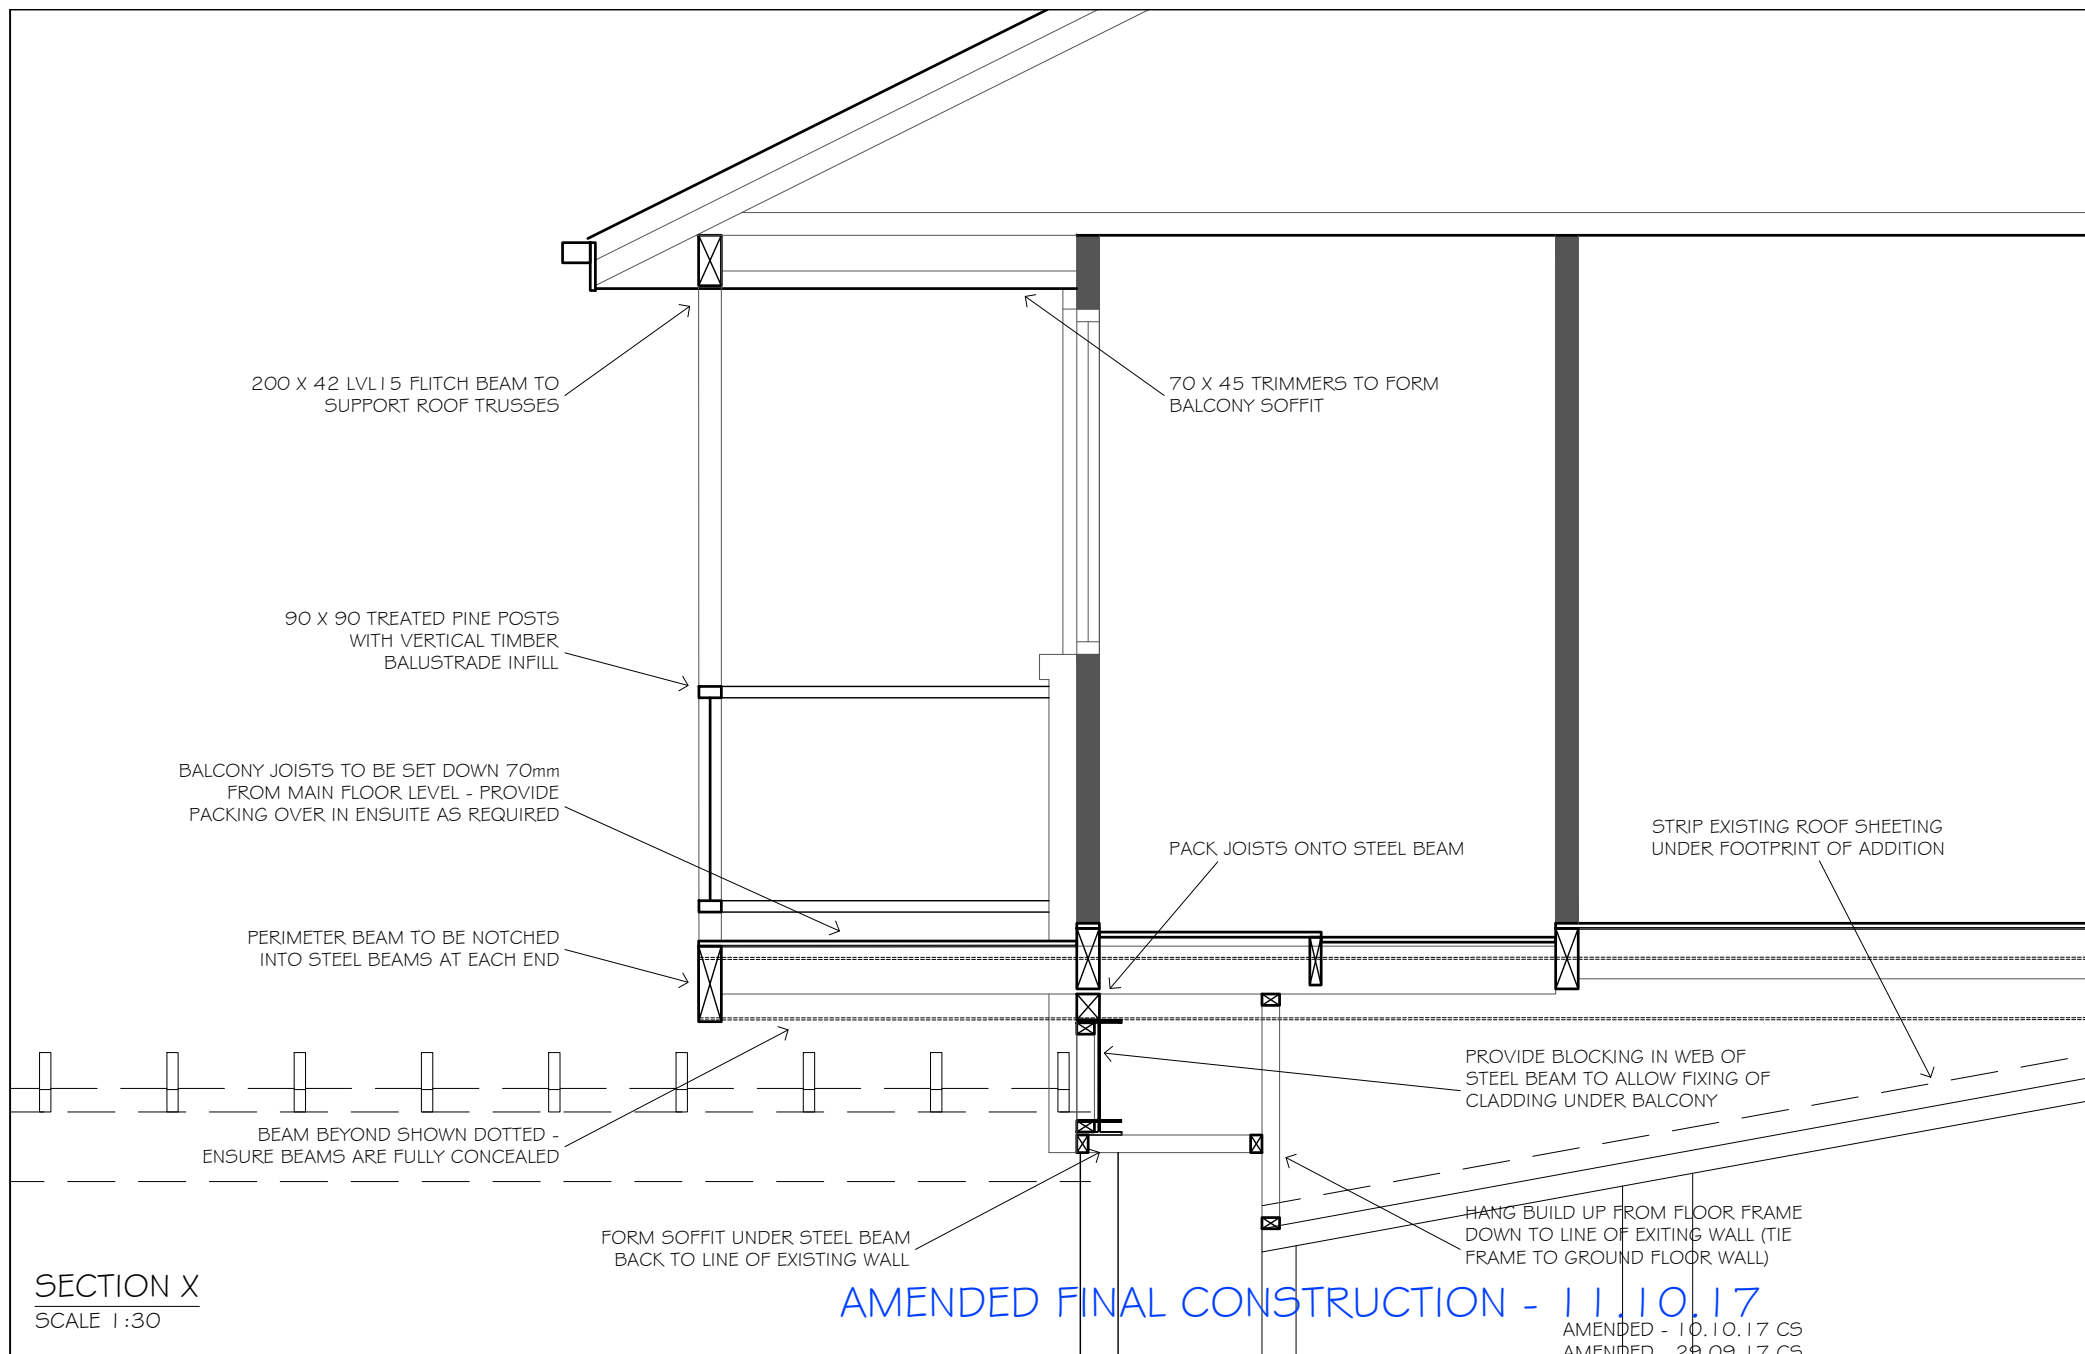 200 X 42 LVL15 FLITCH BEAM TO
SUPPORT ROOF TRUSSES
70 X 45 TRIMMERS TO FORM
BALCONY SOFFIT
90 X 90 TREATED PINE POSTS
WITH VERTICAL TIMBER
BALUSTRADE INFILL
BALCONY JOISTS TO BE SET DOWN 70mm
FROM MAIN FLOOR LEVEL - PROVIDE
PACKING OVER IN ENSUITE AS REQUIRED
PACK JOISTS ONTO STEEL BEAM
STRIP EXISTING ROOF SHEETING
UNDER FOOTPRINT OF ADDITION
PERIMETER BEAM TO BE NOTCHED
INTO STEEL BEAMS AT EACH END
PROVIDE BLOCKING IN WEB OF
STEEL BEAM TO ALLOW FIXING OF
CLADDING UNDER BALCONY
BEAM BEYOND SHOWN DOTTED -
ENSURE BEAMS ARE FULLY CONCEALED
FORM SOFFIT UNDER STEEL BEAM
BACK TO LINE OF EXISTING WALL
HANG BUILD UP FROM FLOOR FRAME
DOWN TO LINE OF EXITING WALL (TIE
FRAME TO GROUND FLOOR WALL)
SECTION X
SCALE 1:30
AMENDED FINAL CONSTRUCTION - 11.10.17
AMENDED - 10.10.17 CS
AMENDED - 29.09.17 CS